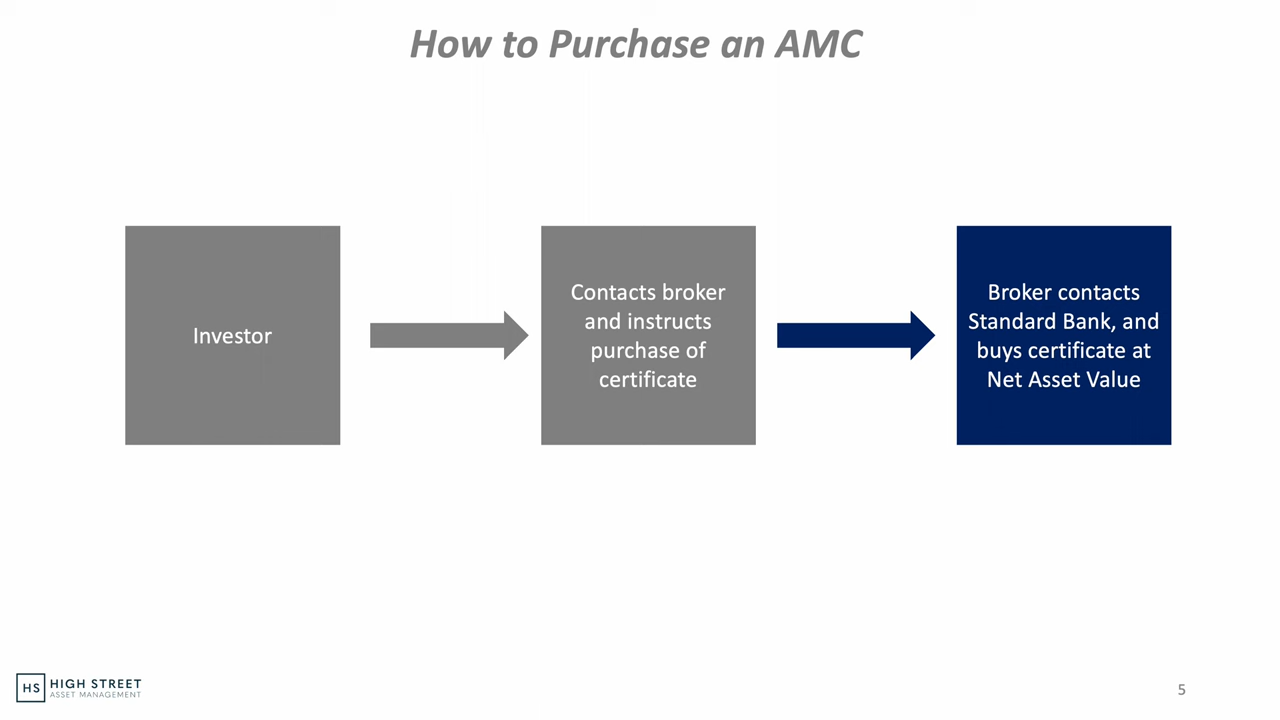 How to Purchase an AMC
Investor
Contacts broker
and instructs
purchase of
certificate
Broker contacts
Standard Bank, and
buys certificate at
Net Asset Value
HS
HIGH STREET
ASSET MANAGEMENT
5